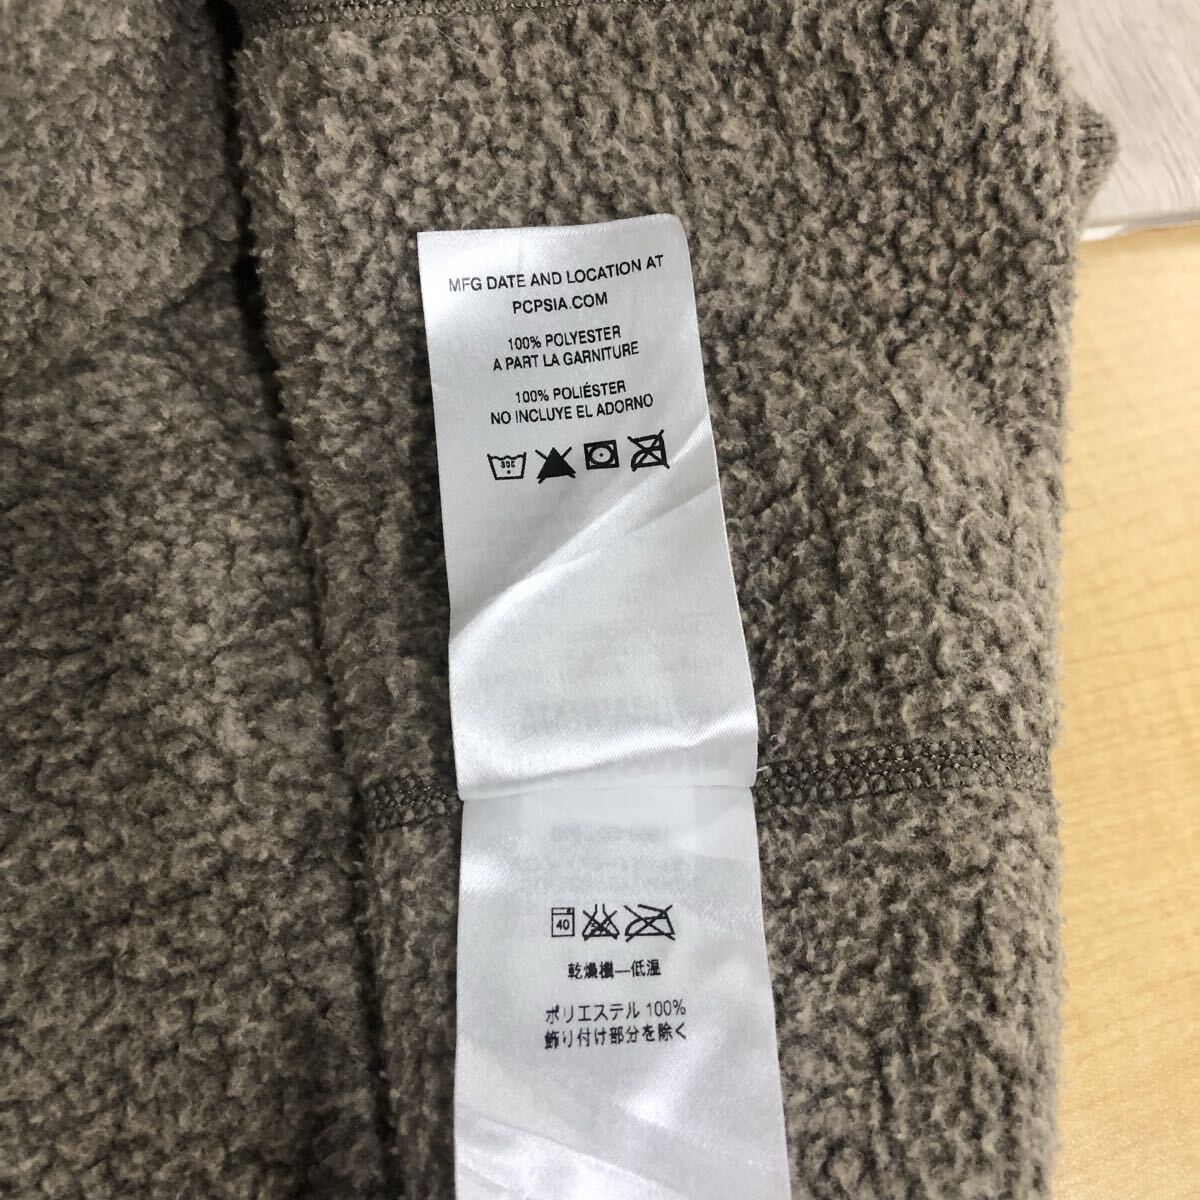 MFG DATE AND LOCATION AT
PCPSIA.COM
100% POLYESTER
A PART LA GARNITURE
100% POLIÉSTER
NO INCLUYE EL ADORNO
40
乾燥機—低温
ポリエステル 100%
飾り付け部分を除く